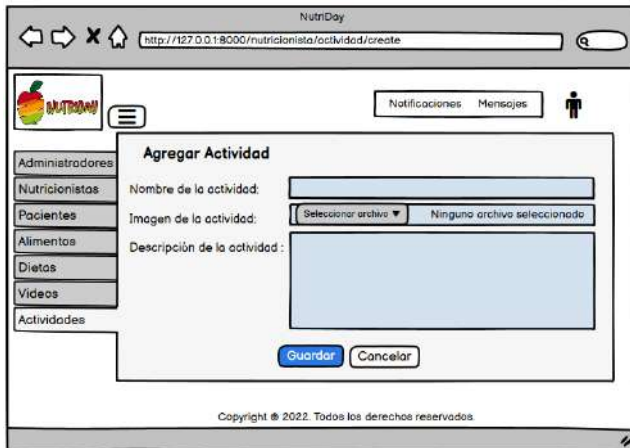 NutriDay
http://127.0.0.1:8000/nutricionista/actividad/create
NUTRIDAY
Notificaciones Mensajes
Administradores
Nutricionistas
Pacientes
Alimentos
Dietas
Videos
Actividades
Agregar Actividad
Nombre de la actividad:
Imagen de la actividad:
Seleccionar archivo ▼ Ninguno archivo seleccionado
Descripción de la actividad :
Guardar Cancelar
Copyright © 2022. Todos los derechos reservados.